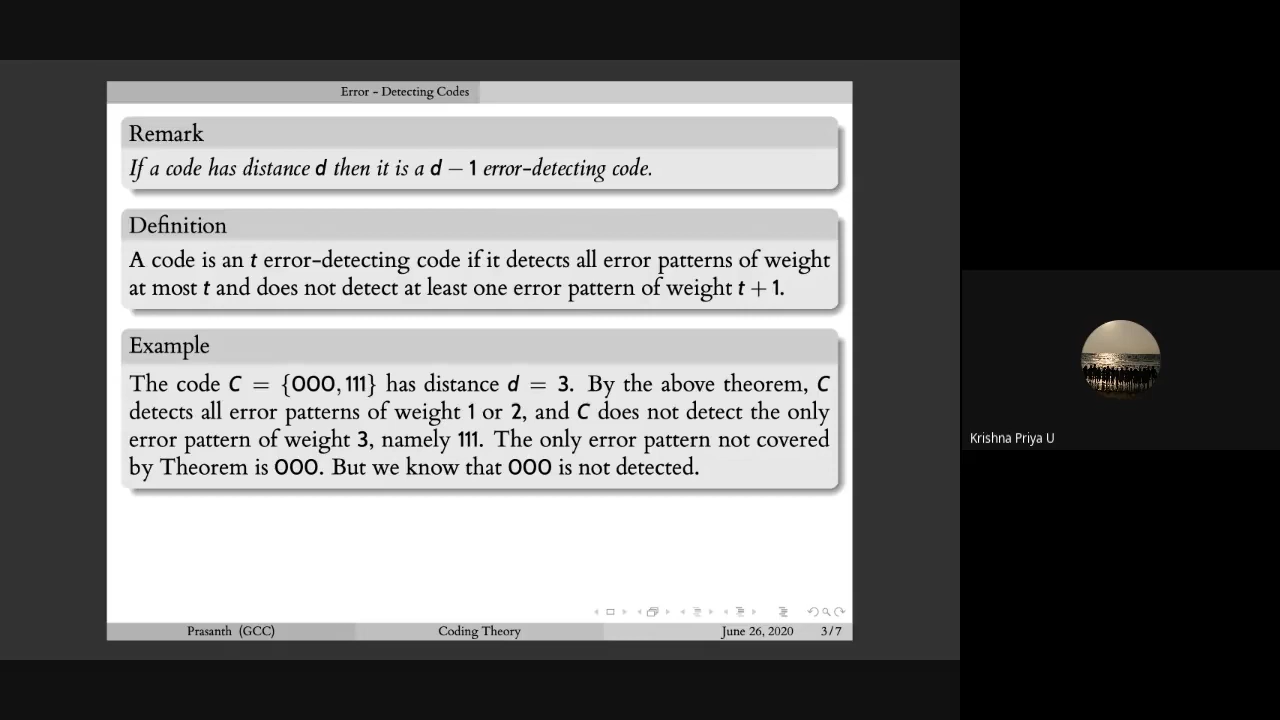 Error - Detecting Codes
Remark
If a code has distance d then it is a d − 1 error-detecting code.
Definition
A code is an t error-detecting code if it detects all error patterns of weight
at most t and does not detect at least one error pattern of weight t + 1.
Example
The code C = {000, 111} has distance d = 3. By the above theorem, C
detects all error patterns of weight 1 or 2, and C does not detect the only
error pattern of weight 3, namely 111. The only error pattern not covered
by Theorem is 000. But we know that 000 is not detected.
Prasanth (GCC) Coding Theory June 26, 2020 3/7
Krishna Priya U